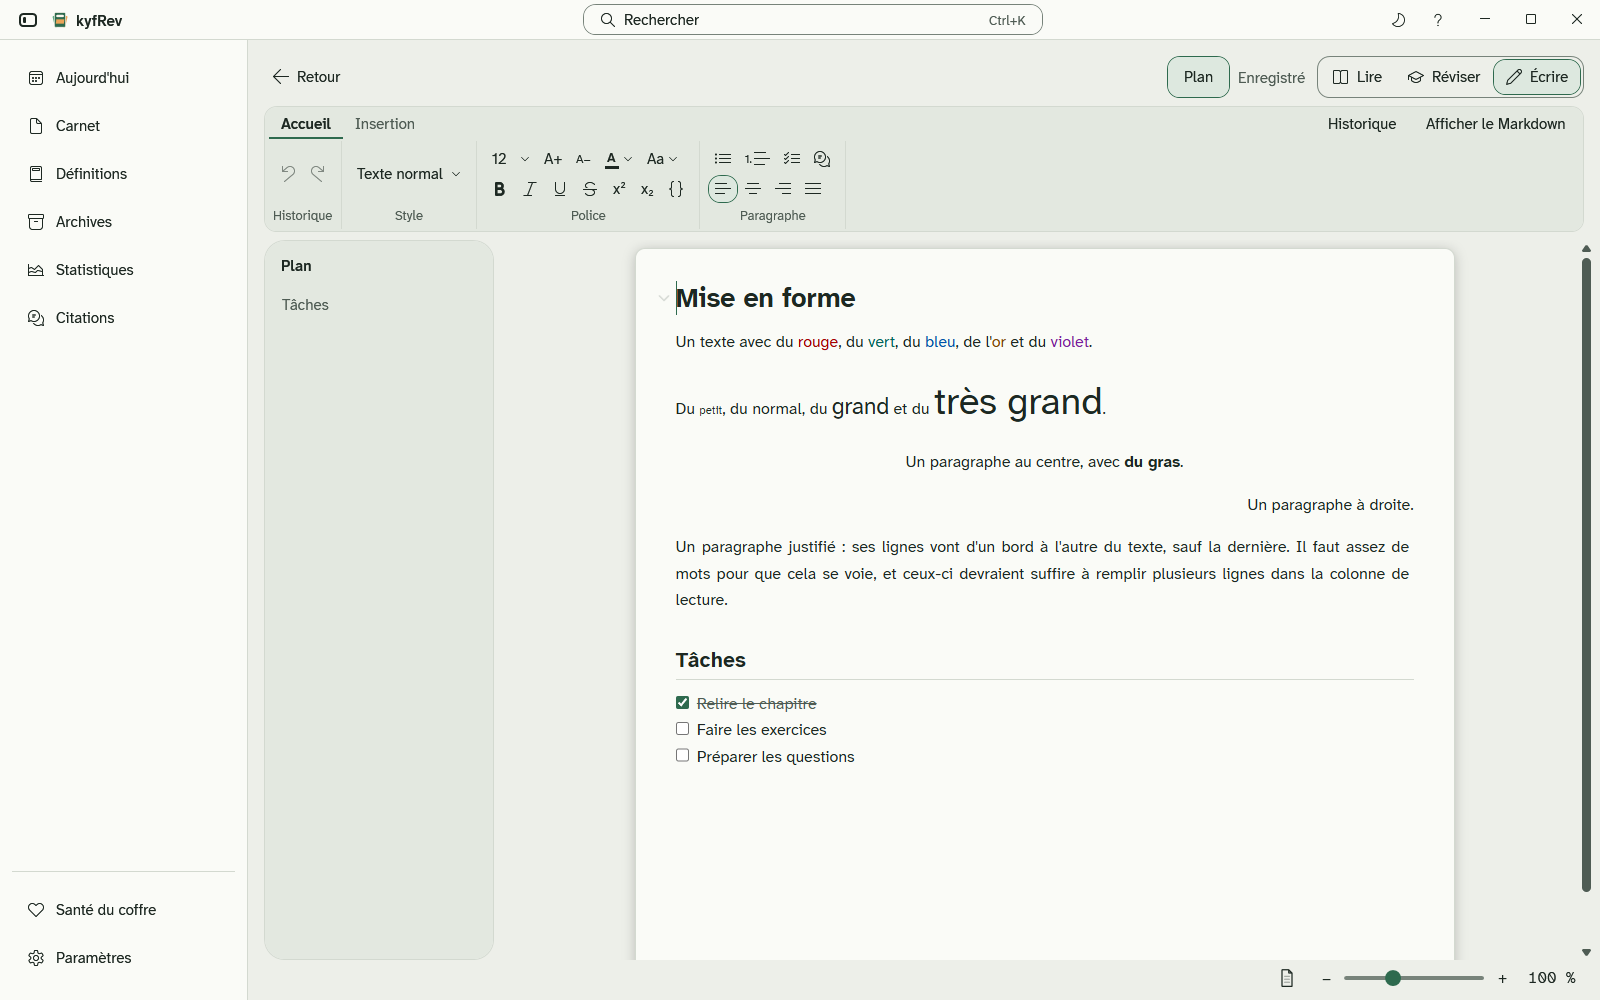 kyfRev
Rechercher
Ctrl+K
?
Aujourd'hui
Carnet
Définitions
Archives
Statistiques
Citations
Santé du coffre
Paramètres
Retour
Plan
Enregistré
Lire
Réviser
Écrire
Accueil
Insertion
Historique
Afficher le Markdown
Historique
Texte normal
Style
12
A+
A−
A
Aa
B
I
U
S
x²
x₂
{}
Police
Paragraphe
Plan
Tâches
Mise en forme
Un texte avec du rouge, du vert, du bleu, de l'or et du violet.
Du petit, du normal, du grand et du très grand.
Un paragraphe au centre, avec du gras.
Un paragraphe à droite.
Un paragraphe justifié : ses lignes vont d'un bord à l'autre du texte, sauf la dernière. Il faut assez de
mots pour que cela se voie, et ceux-ci devraient suffire à remplir plusieurs lignes dans la colonne de
lecture.
Tâches
Relire le chapitre
Faire les exercices
Préparer les questions
− + 100 %